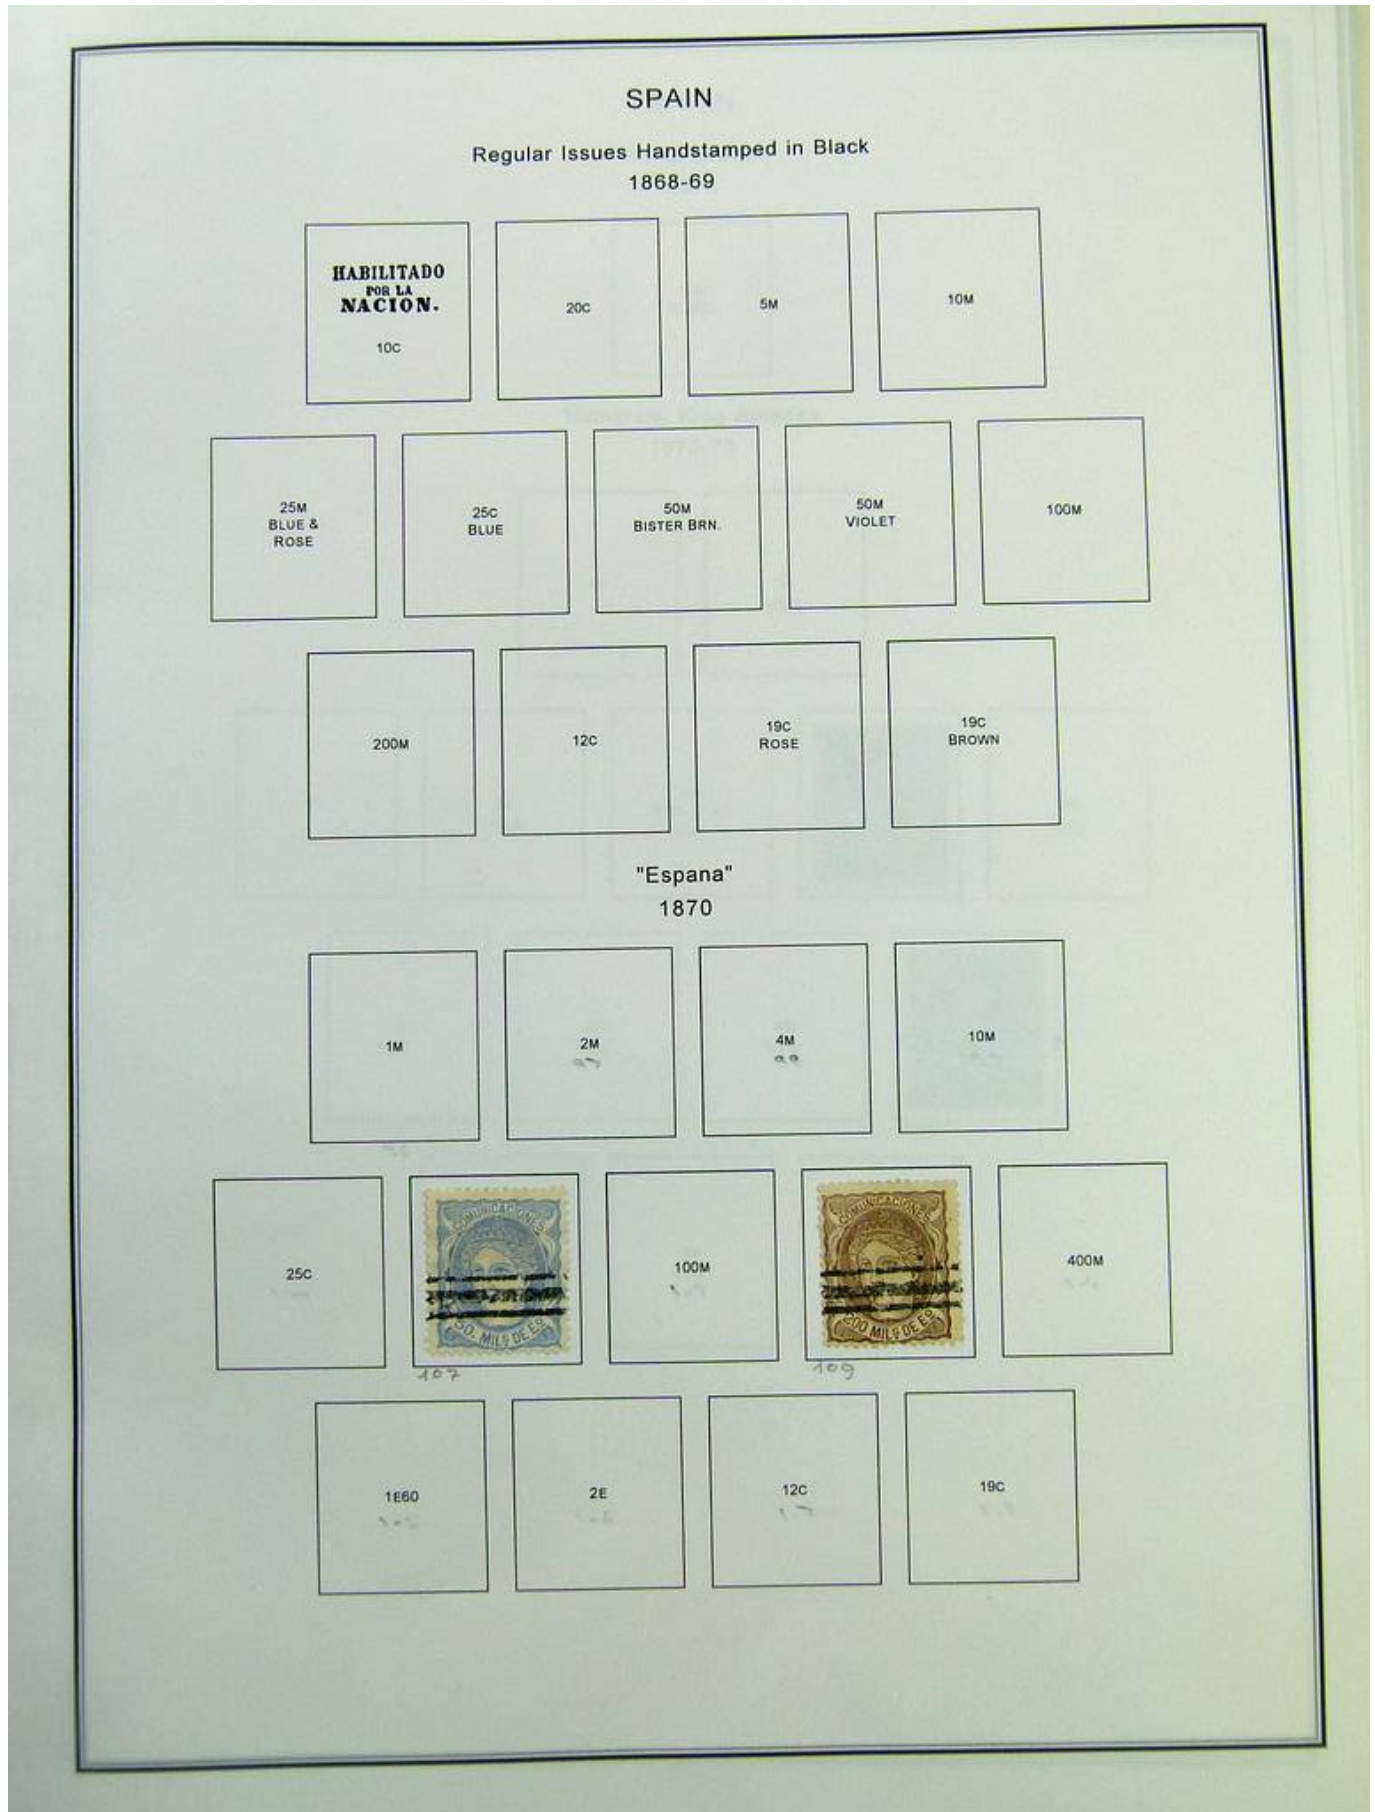 SPAIN
Regular Issues Handstamped in Black
1868-69
HABILITADO
POR LA
NACION.
10C
20C
5M
10M
25M
BLUE &
ROSE
25C
BLUE
50M
BISTER BRN.
50M
VIOLET
100M
200M
12C
19C
ROSE
19C
BROWN
"Espana"
1870
1M
2M
4M
10M
25C
COMUNICACIONES
50. MILS DE EO
107
100M
COMUNICACIONES
200 MILS DE EO
109
400M
1E60
2E
12C
19C